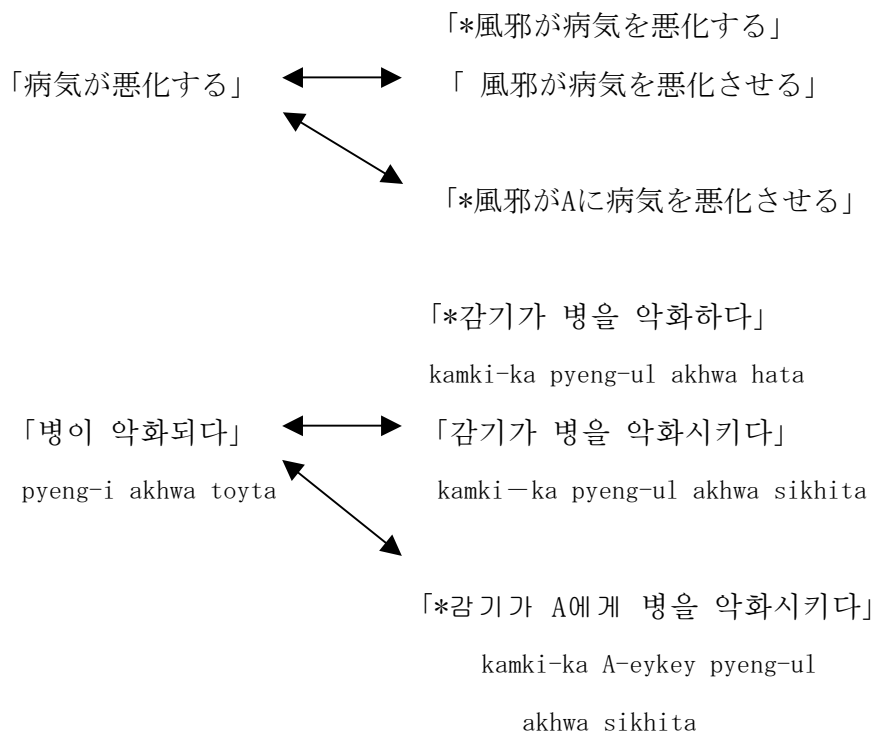 「*風邪が病気を悪化する」
「病気が悪化する」 「 風邪が病気を悪化させる」
「*風邪がAに病気を悪化させる」
「*감기가 병을 악화하다」
kamki-ka pyeng-ul akhwa hata
「병이 악화되다」 「감기가 병을 악화시키다」
pyeng-i akhwa toyta kamki－ka pyeng-ul akhwa sikhita
「*감기가 A에게 병을 악화시키다」
kamki-ka A-eykey pyeng-ul
akhwa sikhita